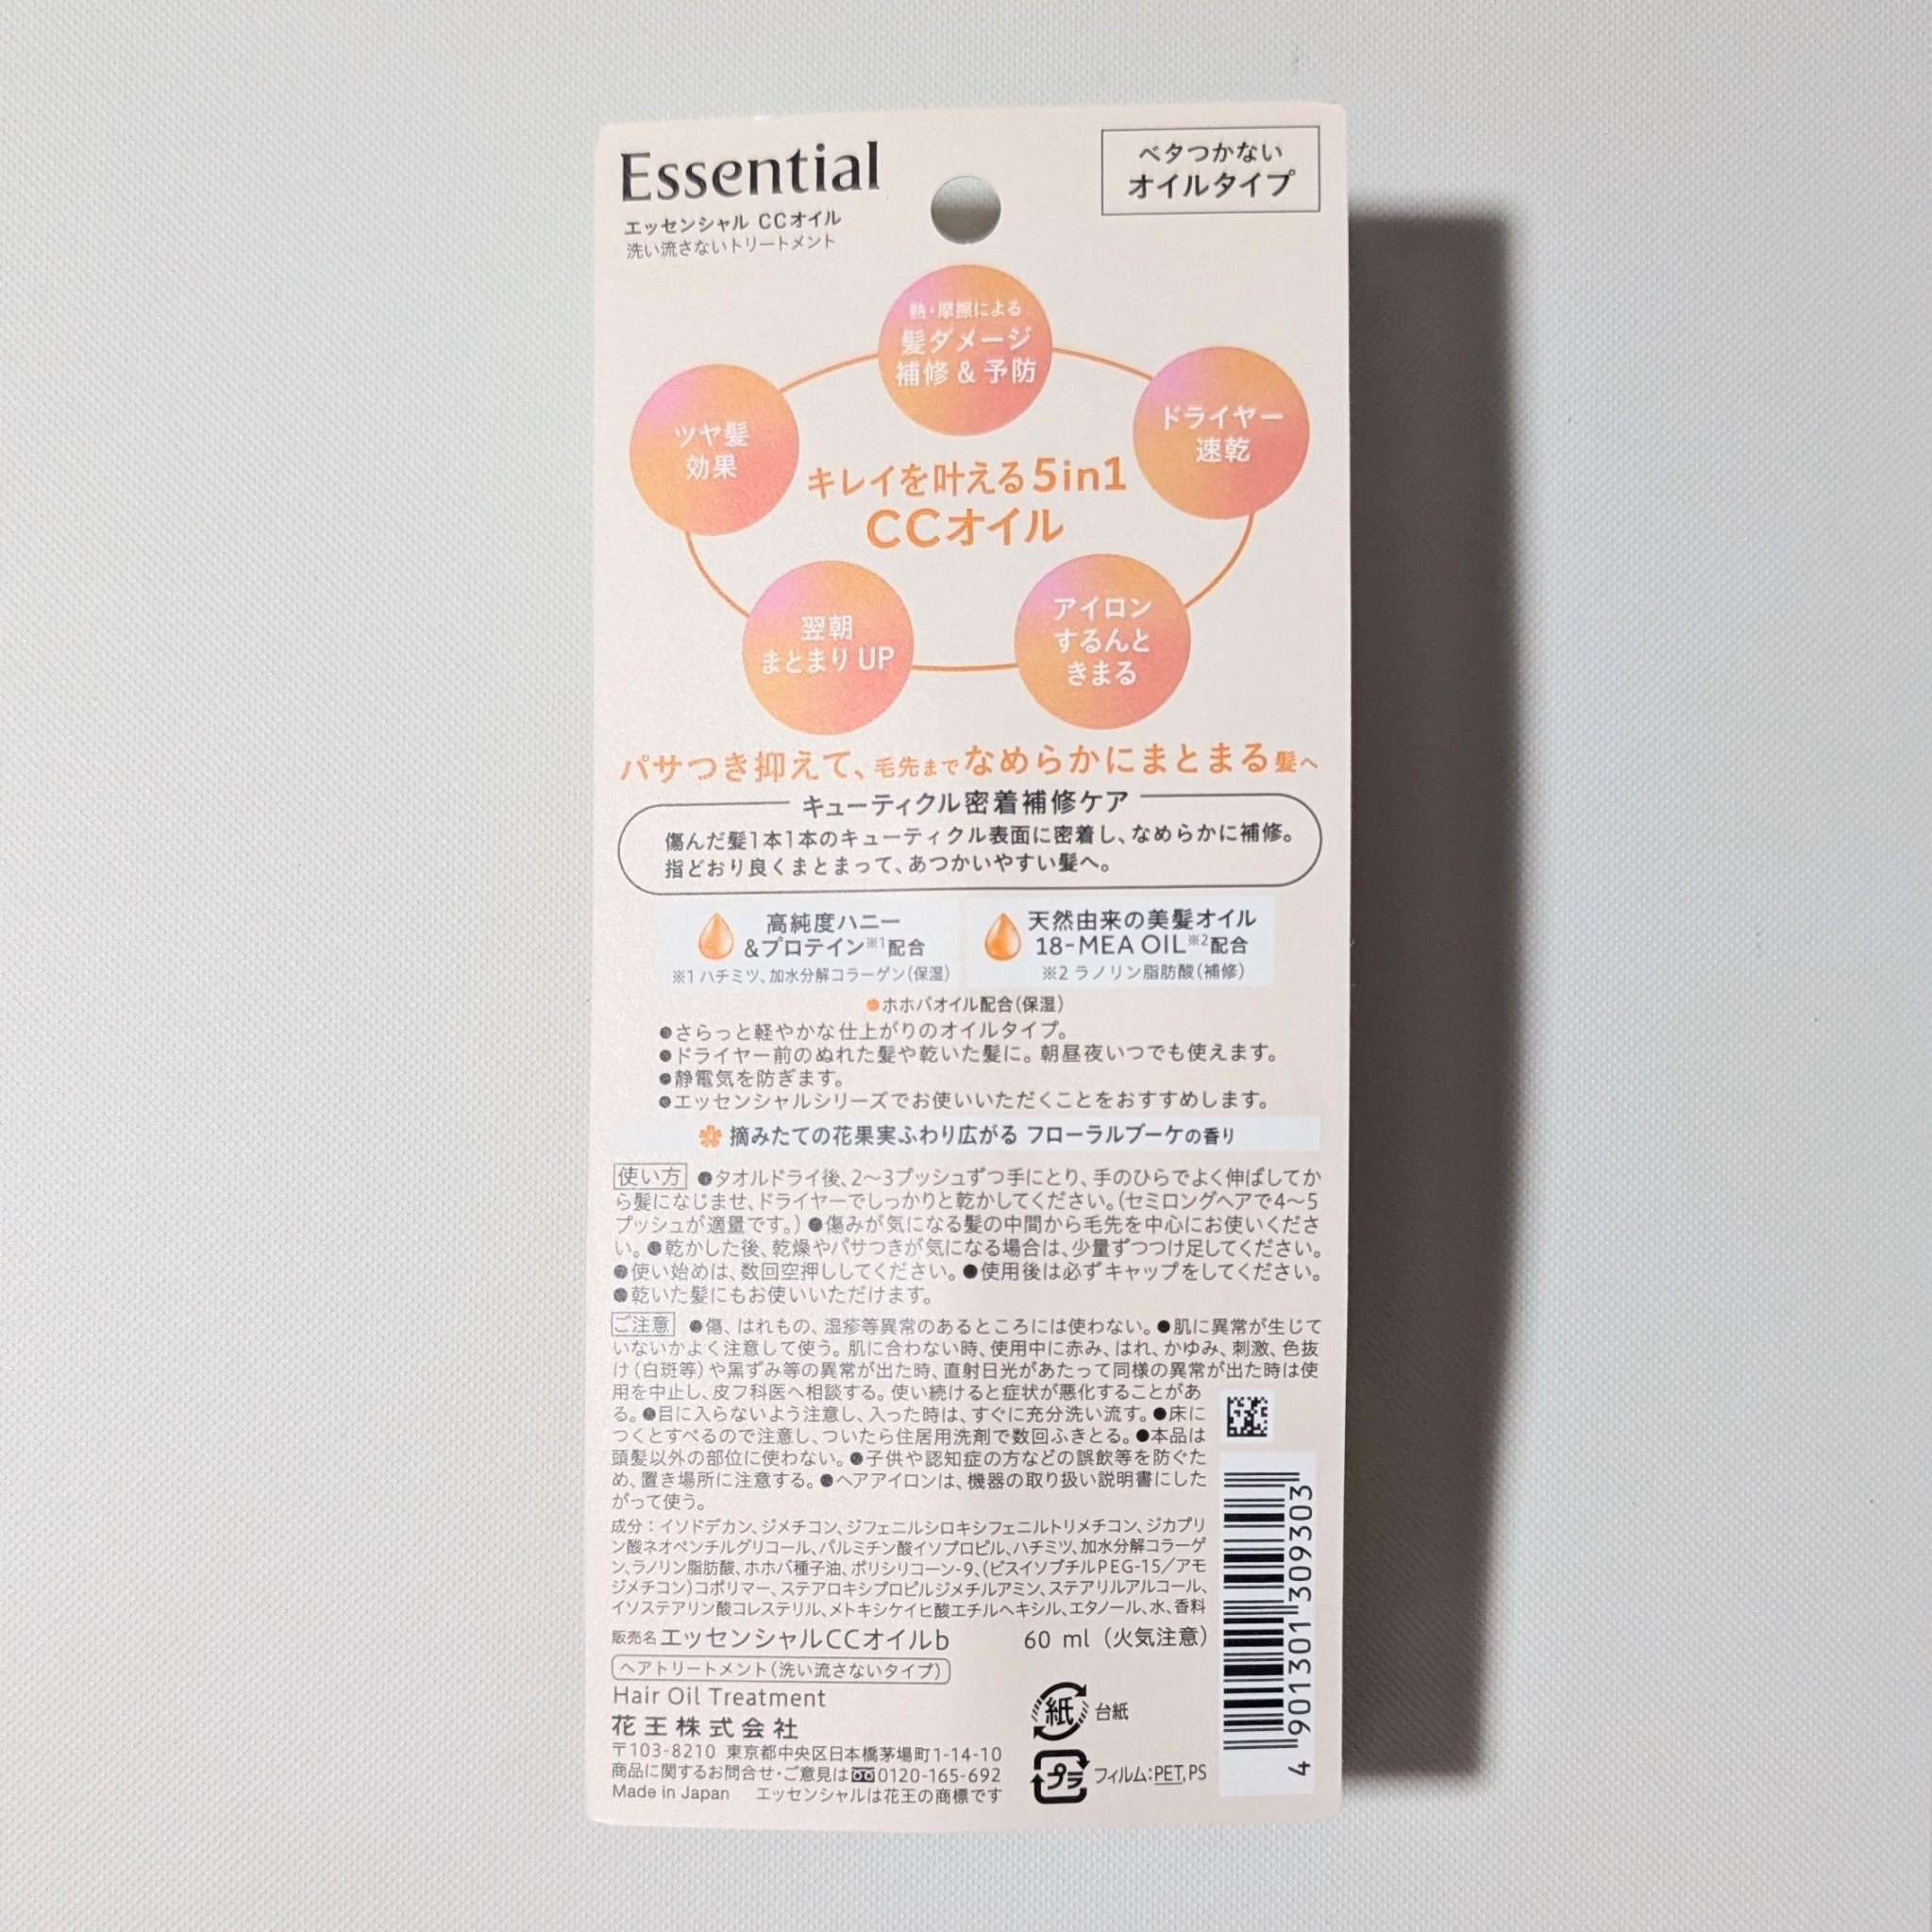 Essential
エッセンシャル CCオイル
洗い流さないトリートメント
ベタつかない
オイルタイプ
熱・摩擦による
髪ダメージ
補修 & 予防
ツヤ髪
効果
ドライヤー
速乾
キレイを叶える5in1
CCオイル
翌朝
まとまり UP
アイロン
するんと
きまる
パサつき抑えて、毛先までなめらかにまとまる髪へ
キューティクル密着補修ケア
傷んだ髪1本1本のキューティクル表面に密着し、なめらかに補修。
指どおり良くまとまって、あつかいやすい髪へ。
高純度ハニー
&プロテイン※1配合
※1 ハチミツ、加水分解コラーゲン(保湿)
天然由来の美髪オイル
18-MEA OIL※2配合
※2 ラノリン脂肪酸(補修)
●ホホバオイル配合(保湿)
●さらっと軽やかな仕上がりのオイルタイプ。
●ドライヤー前のぬれた髪や乾いた髪に。朝昼夜いつでも使えます。
●静電気を防ぎます。
●エッセンシャルシリーズでお使いいただくことをおすすめします。
摘みたての花果実ふわり広がる フローラルブーケの香り
使い方 ●タオルドライ後、2～3プッシュずつ手にとり、手のひらでよく伸ばしてか
ら髪になじませ、ドライヤーでしっかりと乾かしてください。(セミロングヘアで4～5
プッシュが適量です。)●傷みが気になる髪の中間から毛先を中心にお使いくださ
い。●乾かした後、乾燥やパサつきが気になる場合は、少量ずつつけ足してください。
●使い始めは、数回空押ししてください。●使用後は必ずキャップをしてください。
●乾いた髪にもお使いいただけます。
ご注意 ●傷、はれもの、湿疹等異常のあるところには使わない。●肌に異常が生じて
いないかよく注意して使う。肌に合わない時、使用中に赤み、はれ、かゆみ、刺激、色抜
け(白斑等)や黒ずみ等の異常が出た時、直射日光があたって同様の異常が出た時は使
用を中止し、皮フ科医へ相談する。使い続けると症状が悪化することがあ
る。●目に入らないよう注意し、入った時は、すぐに充分洗い流す。●床に
つくとすべるので注意し、ついたら住居用洗剤で数回ふきとる。●本品は
頭髪以外の部位に使わない。●子供や認知症の方などの誤飲等を防ぐた
め、置き場所に注意する。●ヘアアイロンは、機器の取り扱い説明書にした
がって使う。
成分：イソドデカン、ジメチコン、ジフェニルシロキシフェニルトリメチコン、ジカプリ
ン酸ネオペンチルグリコール、パルミチン酸イソプロピル、ハチミツ、加水分解コラーゲ
ン、ラノリン脂肪酸、ホホバ種子油、ポリシリコーン-9、(ビスイソブチルPEG-15／アモ
ジメチコン)コポリマー、ステアロキシプロピルジメチルアミン、ステアリルアルコール、
イソステアリン酸コレステリル、メトキシケイヒ酸エチルヘキシル、エタノール、水、香料
販売名 エッセンシャルCCオイルb
60 ml (火気注意)
ヘアトリートメント(洗い流さないタイプ)
Hair Oil Treatment
花王株式会社
〒103-8210 東京都中央区日本橋茅場町1-14-10
商品に関するお問合せ・ご意見は 0120-165-692
Made in Japan エッセンシャルは花王の商標です
紙 台紙
プラ フィルム:PET,PS
4 901301 309303